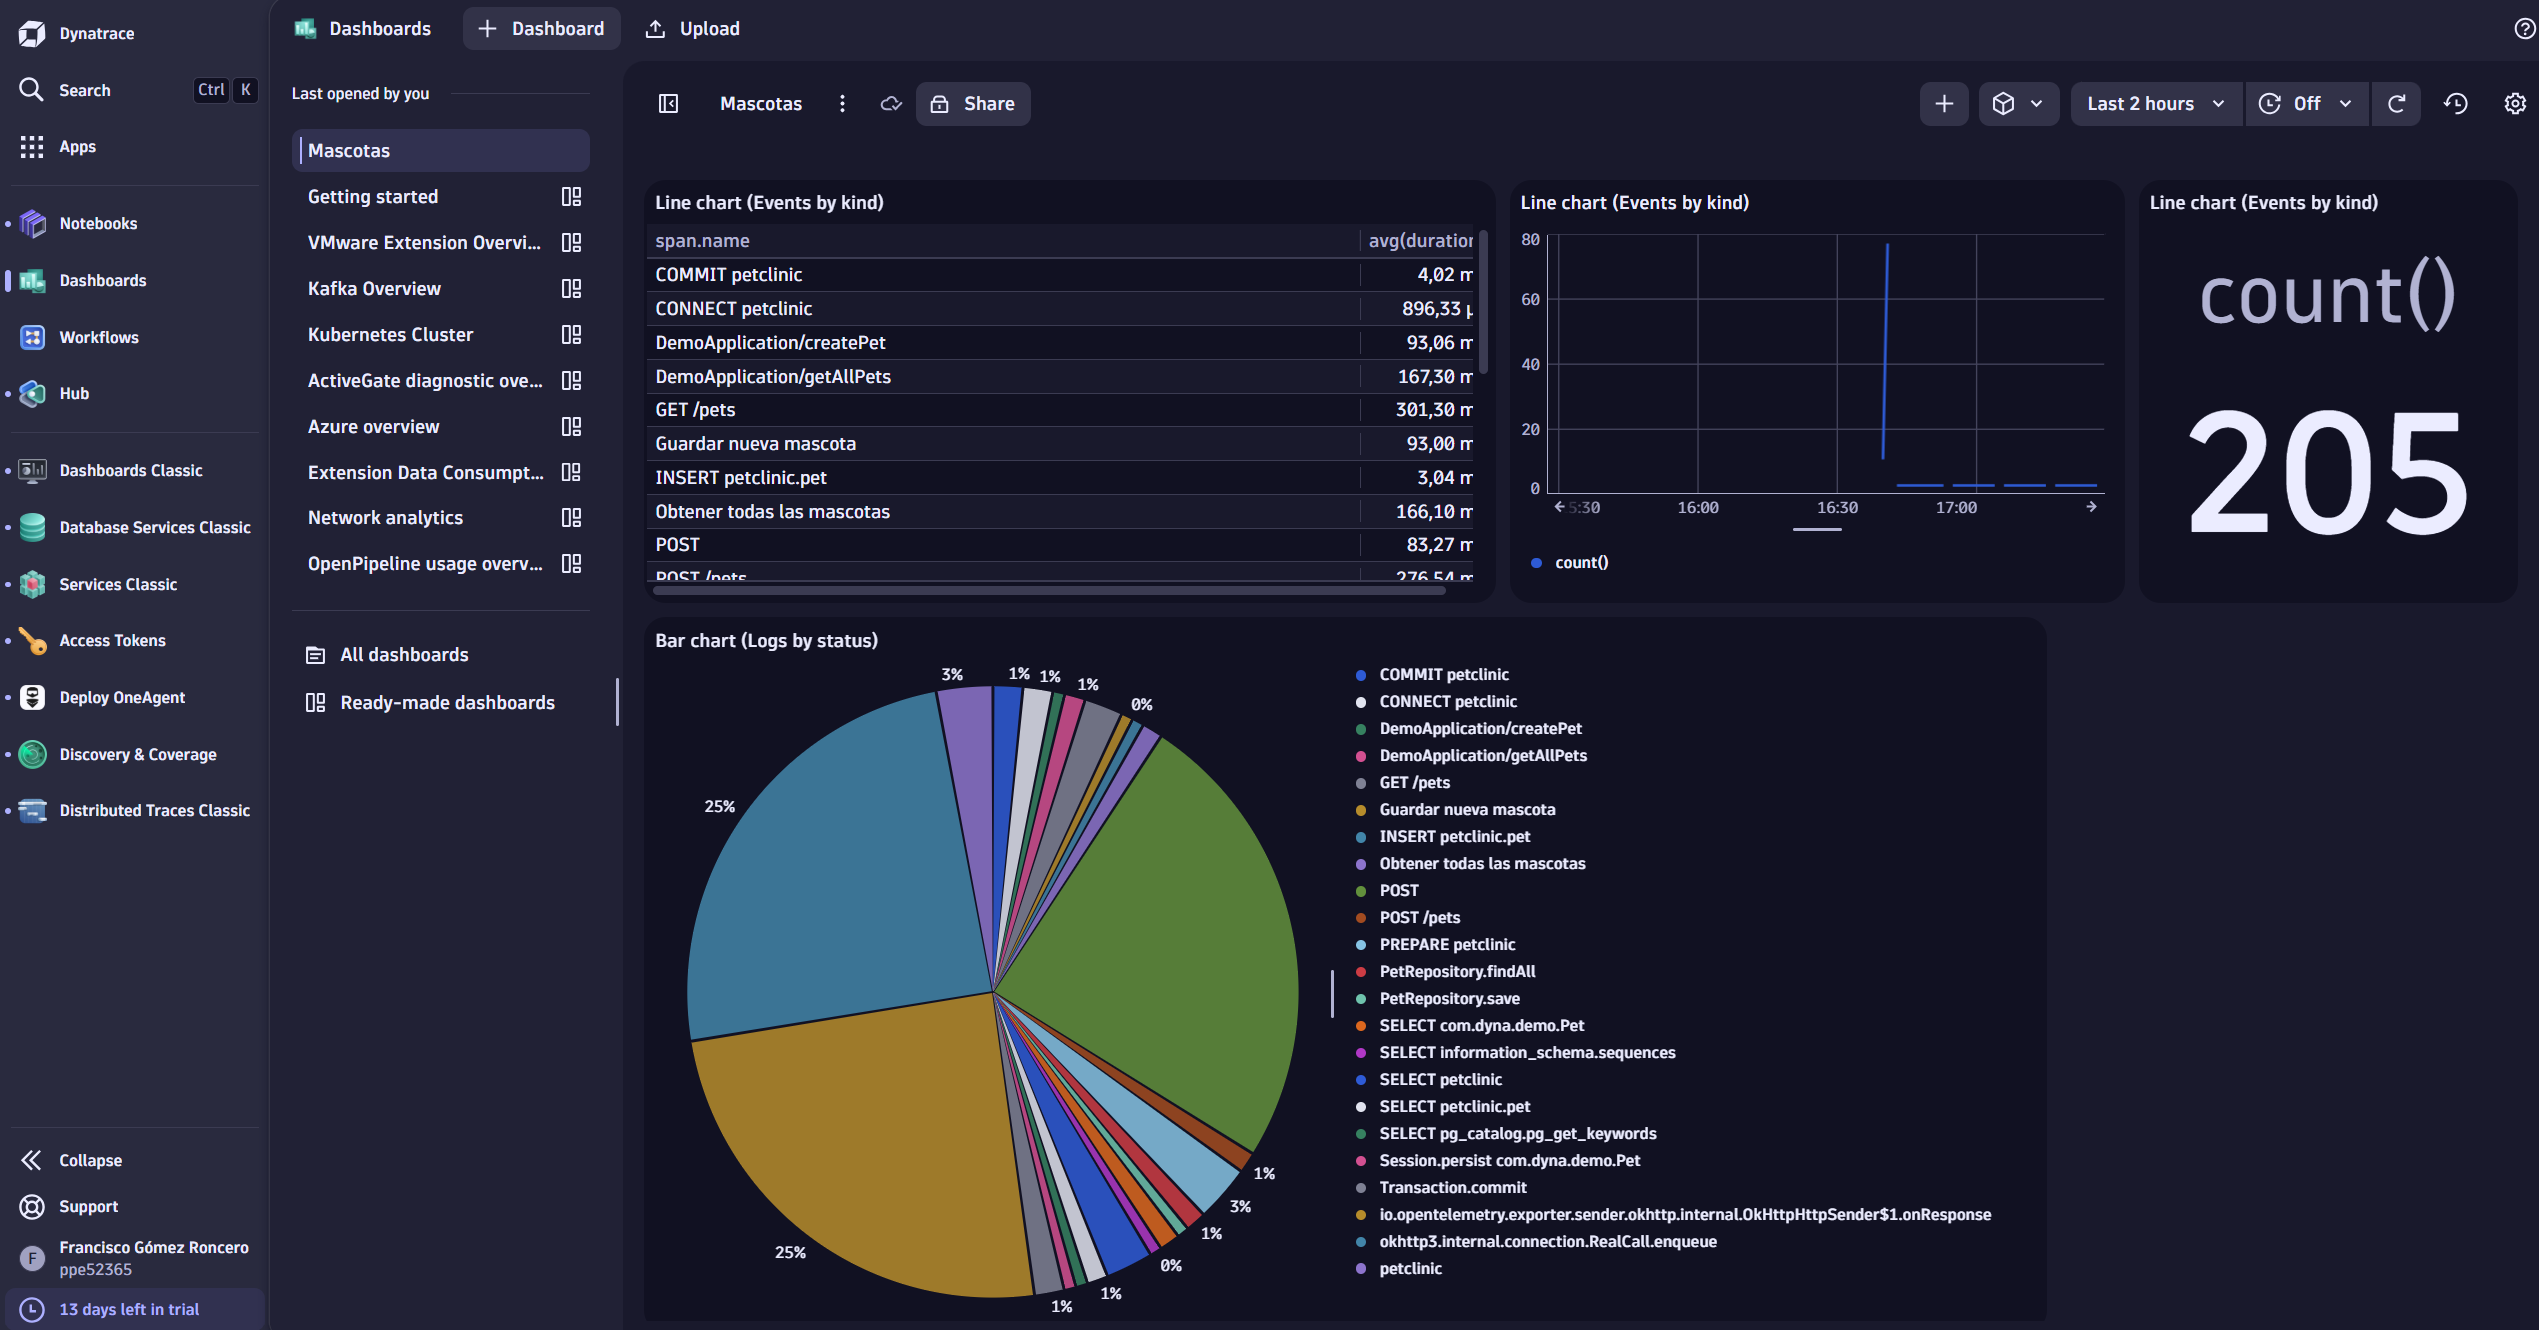 Dynatrace
Search Ctrl K
Apps
Notebooks
Dashboards
Workflows
Hub
Dashboards Classic
Database Services Classic
Services Classic
Access Tokens
Deploy OneAgent
Discovery & Coverage
Distributed Traces Classic
Collapse
Support
F
Francisco Gómez Roncero
ppe52365
13 days left in trial
Dashboards
Dashboard
Upload
Last opened by you
Mascotas
Getting started
VMware Extension Overvi...
Kafka Overview
Kubernetes Cluster
ActiveGate diagnostic ove...
Azure overview
Extension Data Consumpt...
Network analytics
OpenPipeline usage overv...
All dashboards
Ready-made dashboards
Mascotas
Share
Last 2 hours
Off
Line chart (Events by kind)
span.name avg(duration
COMMIT petclinic 4,02 m
CONNECT petclinic 896,33 µ
DemoApplication/createPet 93,06 m
DemoApplication/getAllPets 167,30 m
GET /pets 301,30 m
Guardar nueva mascota 93,00 m
INSERT petclinic.pet 3,04 m
Obtener todas las mascotas 166,10 m
POST 83,27 m
POST /pets 276,54 m
Line chart (Events by kind)
80
60
40
20
0
5:30 16:00 16:30 17:00
count()
Line chart (Events by kind)
count()
205
Bar chart (Logs by status)
3%
1%
1%
1%
0%
25%
1%
3%
1%
0%
1%
1%
25%
COMMIT petclinic
CONNECT petclinic
DemoApplication/createPet
DemoApplication/getAllPets
GET /pets
Guardar nueva mascota
INSERT petclinic.pet
Obtener todas las mascotas
POST
POST /pets
PREPARE petclinic
PetRepository.findAll
PetRepository.save
SELECT com.dyna.demo.Pet
SELECT information_schema.sequences
SELECT petclinic
SELECT petclinic.pet
SELECT pg_catalog.pg_get_keywords
Session.persist com.dyna.demo.Pet
Transaction.commit
io.opentelemetry.exporter.sender.okhttp.internal.OkHttpHttpSender$1.onResponse
okhttp3.internal.connection.RealCall.enqueue
petclinic